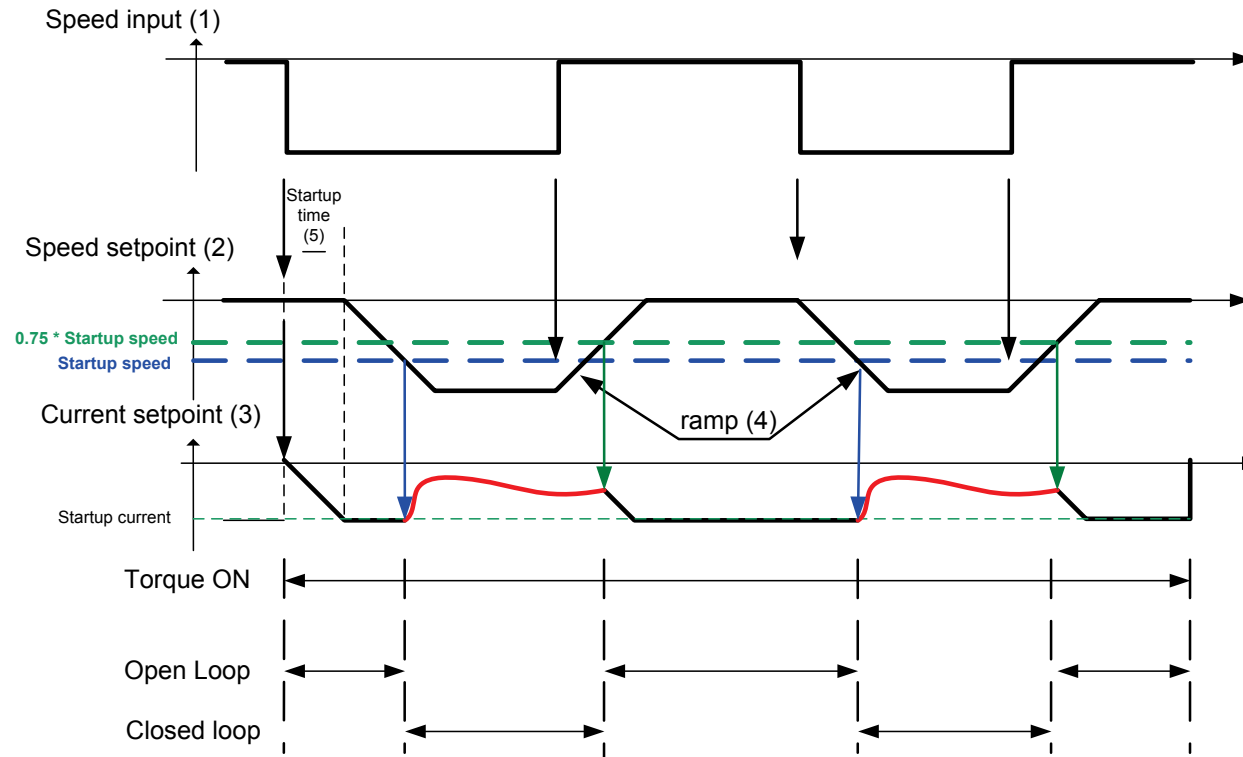 Speed input (1)
Startup
time
(5)
Speed setpoint (2)
0.75 * Startup speed
Startup speed
Current setpoint (3)
ramp (4)
Startup current
Torque ON
Open Loop
Closed loop